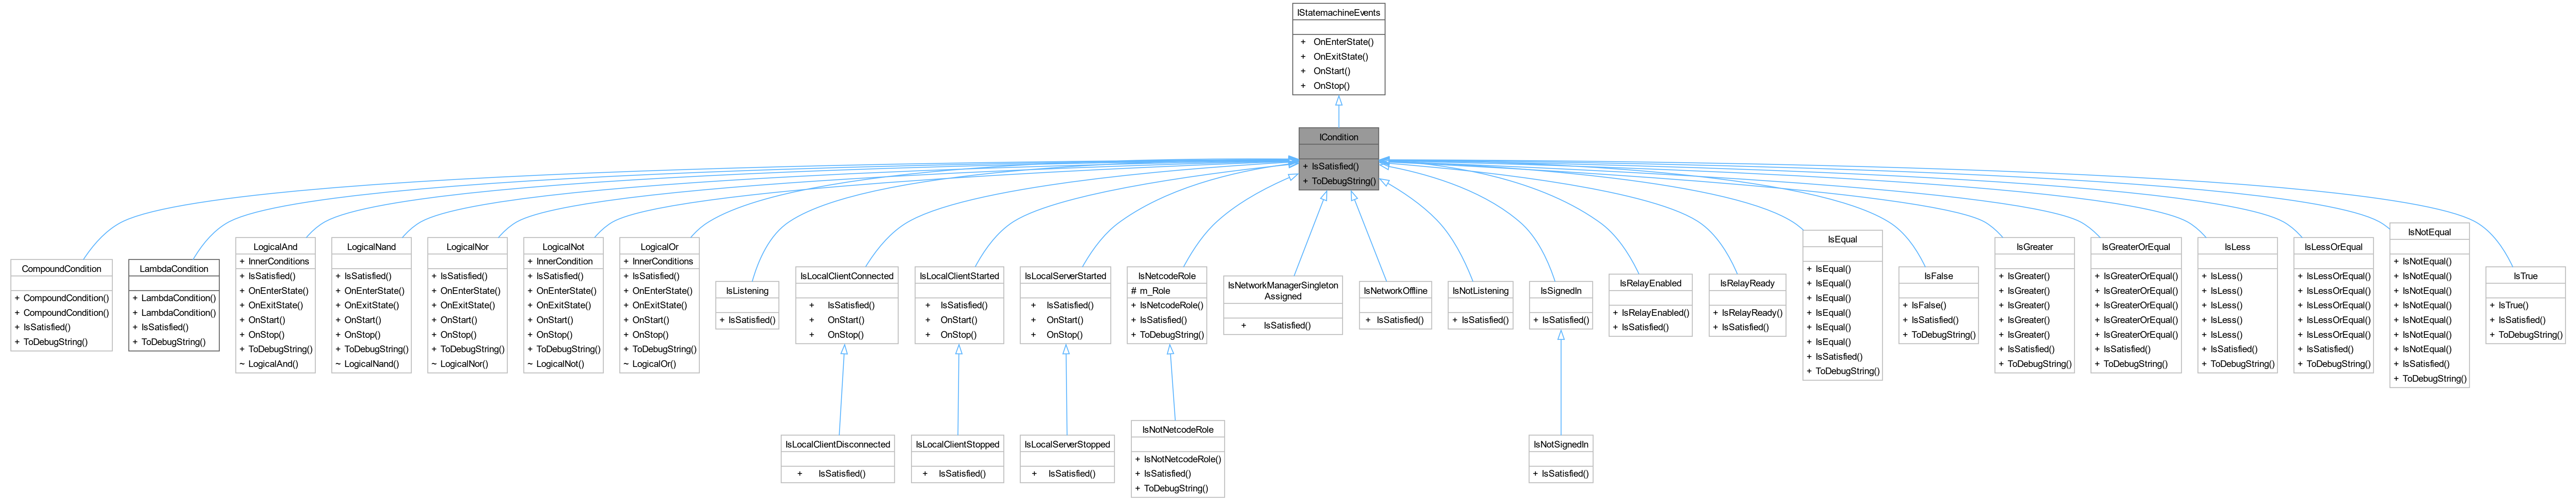 IStatemachineEvents
+ OnEnterState()
+ OnExitState()
+ OnStart()
+ OnStop()
ICondition
+ IsSatisfied()
+ ToDebugString()
CompoundCondition
+ CompoundCondition()
+ CompoundCondition()
+ IsSatisfied()
+ ToDebugString()
LambdaCondition
+ LambdaCondition()
+ LambdaCondition()
+ IsSatisfied()
+ ToDebugString()
LogicalAnd
+ InnerConditions
+ IsSatisfied()
+ OnEnterState()
+ OnExitState()
+ OnStart()
+ OnStop()
+ ToDebugString()
~ LogicalAnd()
LogicalNand
+ IsSatisfied()
+ OnEnterState()
+ OnExitState()
+ OnStart()
+ OnStop()
+ ToDebugString()
~ LogicalNand()
LogicalNor
+ IsSatisfied()
+ OnEnterState()
+ OnExitState()
+ OnStart()
+ OnStop()
+ ToDebugString()
~ LogicalNor()
LogicalNot
+ InnerCondition
+ IsSatisfied()
+ OnEnterState()
+ OnExitState()
+ OnStart()
+ OnStop()
+ ToDebugString()
~ LogicalNot()
LogicalOr
+ InnerConditions
+ IsSatisfied()
+ OnEnterState()
+ OnExitState()
+ OnStart()
+ OnStop()
+ ToDebugString()
~ LogicalOr()
IsListening
+ IsSatisfied()
IsLocalClientConnected
+ IsSatisfied()
+ OnStart()
+ OnStop()
IsLocalClientStarted
+ IsSatisfied()
+ OnStart()
+ OnStop()
IsLocalServerStarted
+ IsSatisfied()
+ OnStart()
+ OnStop()
IsNetcodeRole
# m_Role
+ IsNetcodeRole()
+ IsSatisfied()
+ ToDebugString()
IsNetworkManagerSingleton
Assigned
+ IsSatisfied()
IsNetworkOffline
+ IsSatisfied()
IsNotListening
+ IsSatisfied()
IsSignedIn
+ IsSatisfied()
IsRelayEnabled
+ IsRelayEnabled()
+ IsSatisfied()
IsRelayReady
+ IsRelayReady()
+ IsSatisfied()
IsEqual
+ IsEqual()
+ IsEqual()
+ IsEqual()
+ IsEqual()
+ IsEqual()
+ IsEqual()
+ IsSatisfied()
+ ToDebugString()
IsFalse
+ IsFalse()
+ IsSatisfied()
+ ToDebugString()
IsGreater
+ IsGreater()
+ IsGreater()
+ IsGreater()
+ IsGreater()
+ IsGreater()
+ IsSatisfied()
+ ToDebugString()
IsGreaterOrEqual
+ IsGreaterOrEqual()
+ IsGreaterOrEqual()
+ IsGreaterOrEqual()
+ IsGreaterOrEqual()
+ IsGreaterOrEqual()
+ IsSatisfied()
+ ToDebugString()
IsLess
+ IsLess()
+ IsLess()
+ IsLess()
+ IsLess()
+ IsLess()
+ IsSatisfied()
+ ToDebugString()
IsLessOrEqual
+ IsLessOrEqual()
+ IsLessOrEqual()
+ IsLessOrEqual()
+ IsLessOrEqual()
+ IsLessOrEqual()
+ IsSatisfied()
+ ToDebugString()
IsNotEqual
+ IsNotEqual()
+ IsNotEqual()
+ IsNotEqual()
+ IsNotEqual()
+ IsNotEqual()
+ IsNotEqual()
+ IsNotEqual()
+ IsSatisfied()
+ ToDebugString()
IsTrue
+ IsTrue()
+ IsSatisfied()
+ ToDebugString()
IsLocalClientDisconnected
+ IsSatisfied()
IsLocalClientStopped
+ IsSatisfied()
IsLocalServerStopped
+ IsSatisfied()
IsNotNetcodeRole
+ IsNotNetcodeRole()
+ IsSatisfied()
+ ToDebugString()
IsNotSignedIn
+ IsSatisfied()